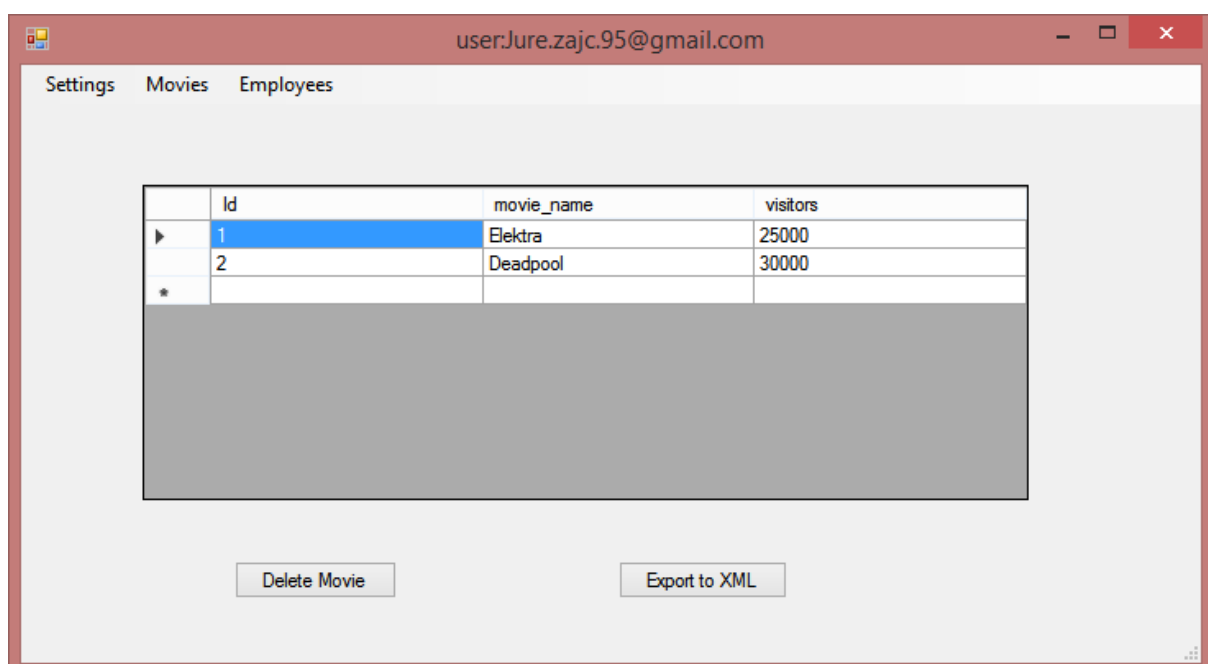 user:Jure.zajc.95@gmail.com
Settings Movies Employees
Id movie_name visitors
1 Elektra 25000
2 Deadpool 30000
Delete Movie Export to XML